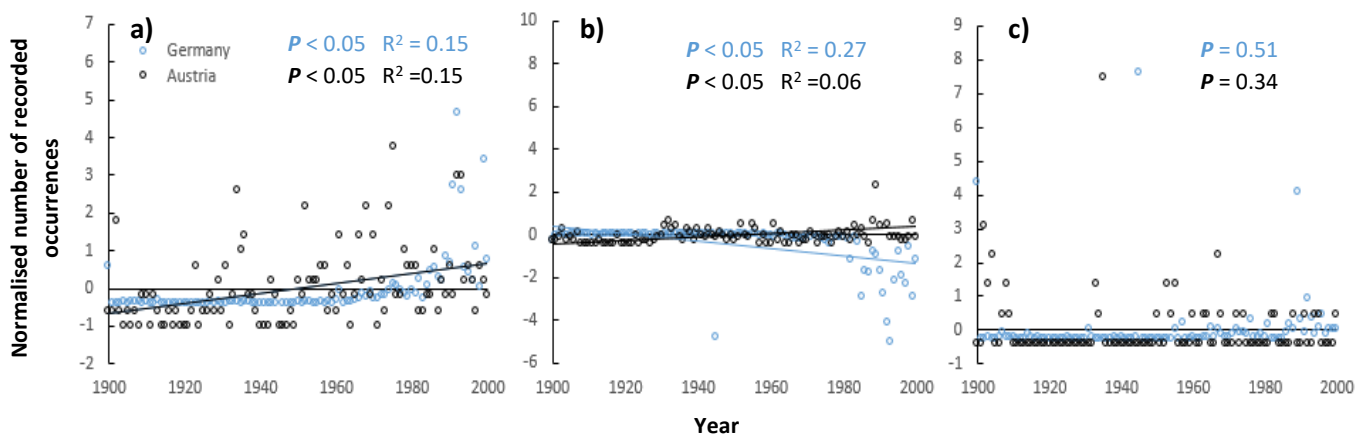 Normalised number of recorded
occurrences
a)
Germany
Austria
P < 0.05 R² = 0.15
P < 0.05 R² =0.15
7
6
5
4
3
2
1
0
-1
-2
1900 1920 1940 1960 1980 2000
b)
P < 0.05 R² = 0.27
P < 0.05 R² =0.06
10
8
6
4
2
0
-2
-4
-6
1900 1920 1940 1960 1980 2000
c)
P = 0.51
P = 0.34
9
8
7
6
5
4
3
2
1
0
-1
1900 1920 1940 1960 1980 2000
Year